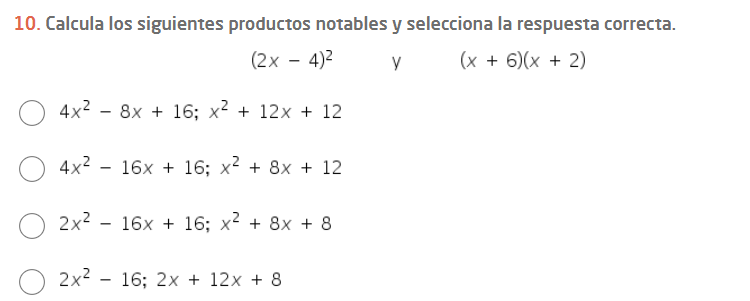 10. Calcula los siguientes productos notables y selecciona la respuesta correcta.
(2x − 4)² y (x + 6)(x + 2)
4x² − 8x + 16; x² + 12x + 12
4x² − 16x + 16; x² + 8x + 12
2x² − 16x + 16; x² + 8x + 8
2x² − 16; 2x + 12x + 8